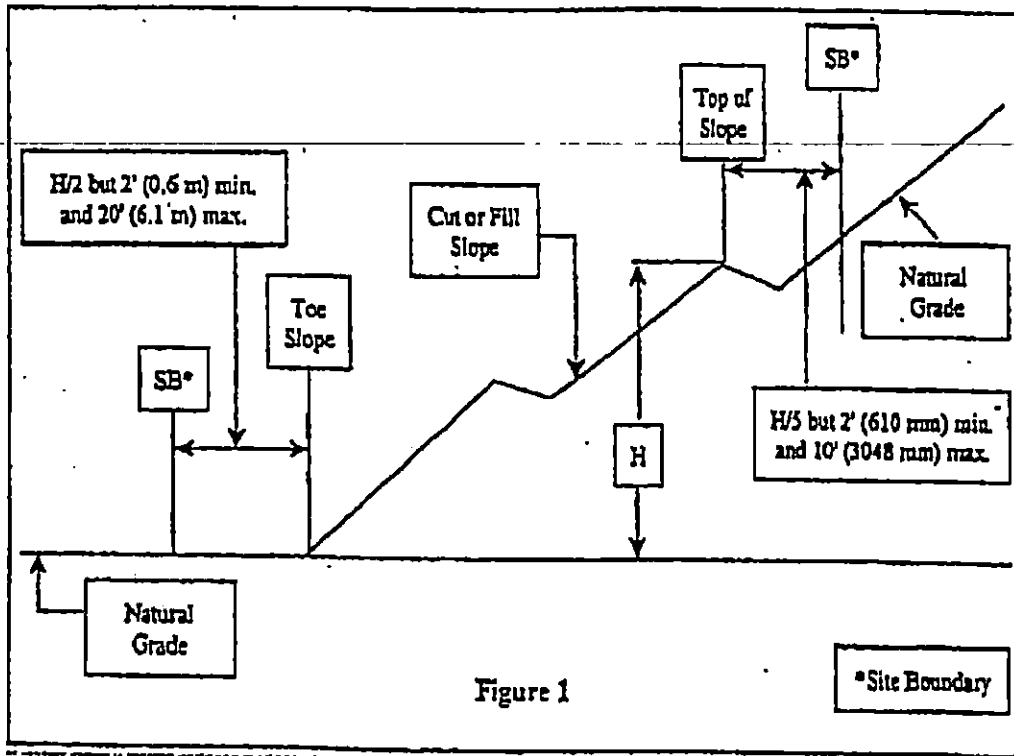 SB*
Top of
Slope
H/2 but 2' (0.6 m) min.
and 20' (6.1 m) max.
Cut or Fill
Slope
Natural
Grade
Toe
Slope
SB*
H/5 but 2' (610 mm) min.
and 10' (3048 mm) max.
H
Natural
Grade
Figure 1
*Site Boundary